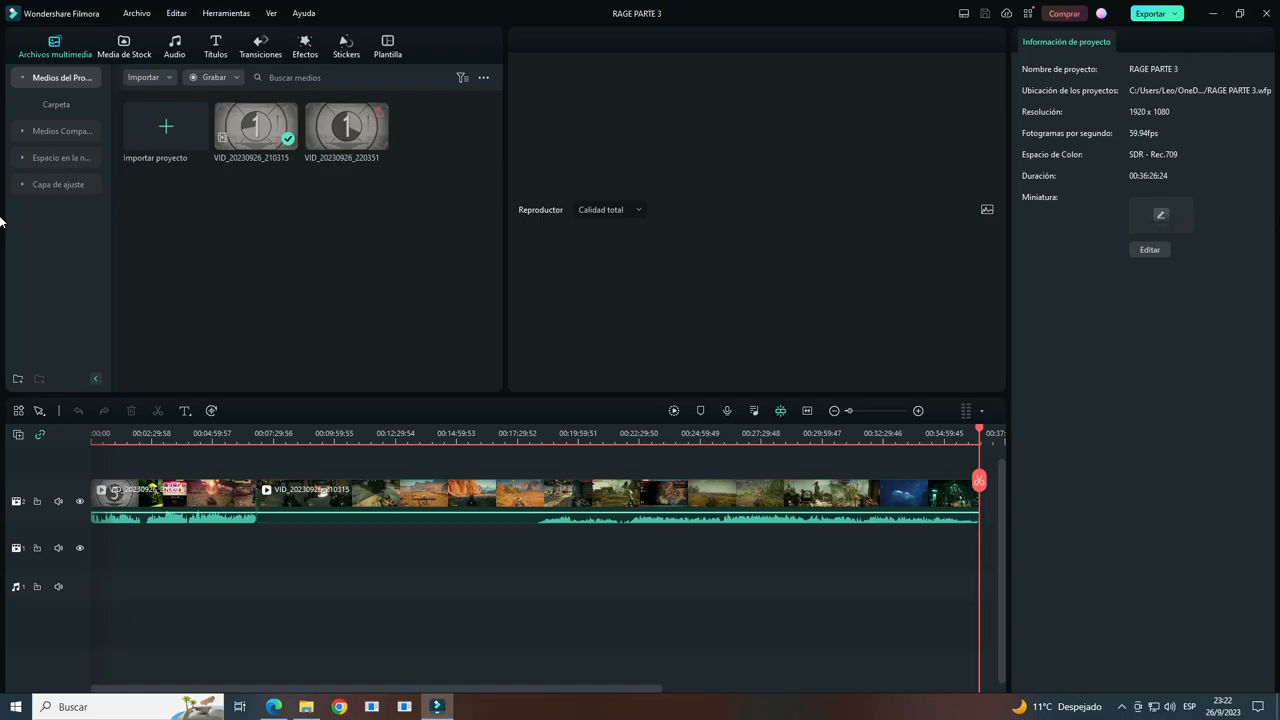 Wondershare Filmora
Archivo
Editar
Herramientas
Ver
Ayuda
RAGE PARTE 3
Comprar
Exportar
Archivos multimedia
Media de Stock
Audio
Títulos
Transiciones
Efectos
Stickers
Plantilla
Información de proyecto
Medios del Pro...
Importar
Grabar
Buscar medios
Carpeta
Medios Compa...
Espacio en la n...
Capa de ajuste
Importar proyecto
VID_20230926_210315
VID_20230926_220351
Reproductor
Calidad total
Nombre de proyecto:
RAGE PARTE 3
Ubicación de los proyectos:
C:/Users/Leo/OneD.../RAGE PARTE 3.wfp
Resolución:
1920 x 1080
Fotogramas por segundo:
59.94fps
Espacio de Color:
SDR - Rec.709
Duración:
00:36:26:24
Miniatura:
Editar
:00:00
00:02:29:58
00:04:59:57
00:07:29:56
00:09:59:55
00:12:29:54
00:14:59:53
00:17:29:52
00:19:59:51
00:22:29:50
00:24:59:49
00:27:29:48
00:29:59:47
00:32:29:46
00:34:59:45
00:37:
VID_20230926_210315
2
1
1
Buscar
11°C Despejado
ESP
23:22
26/9/2023